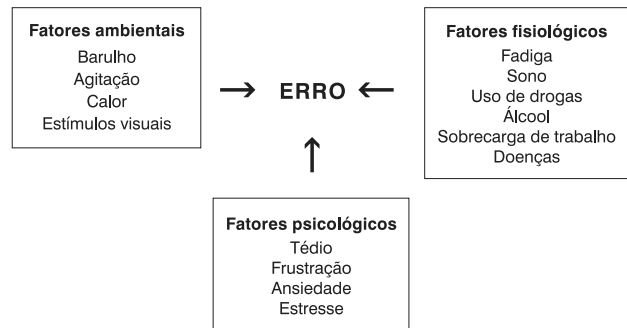 Fatores ambientais
Barulho
Agitação
Calor
Estímulos visuais
ERRO
Fatores fisiológicos
Fadiga
Sono
Uso de drogas
Álcool
Sobrecarga de trabalho
Doenças
Fatores psicológicos
Tédio
Frustração
Ansiedade
Estresse